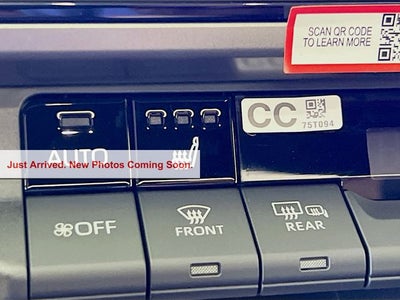 SCAN QR CODE
TO LEARN MORE
CC
75T094
AUTO
Just Arrived. New Photos Coming Soon.
OFF
FRONT
REAR